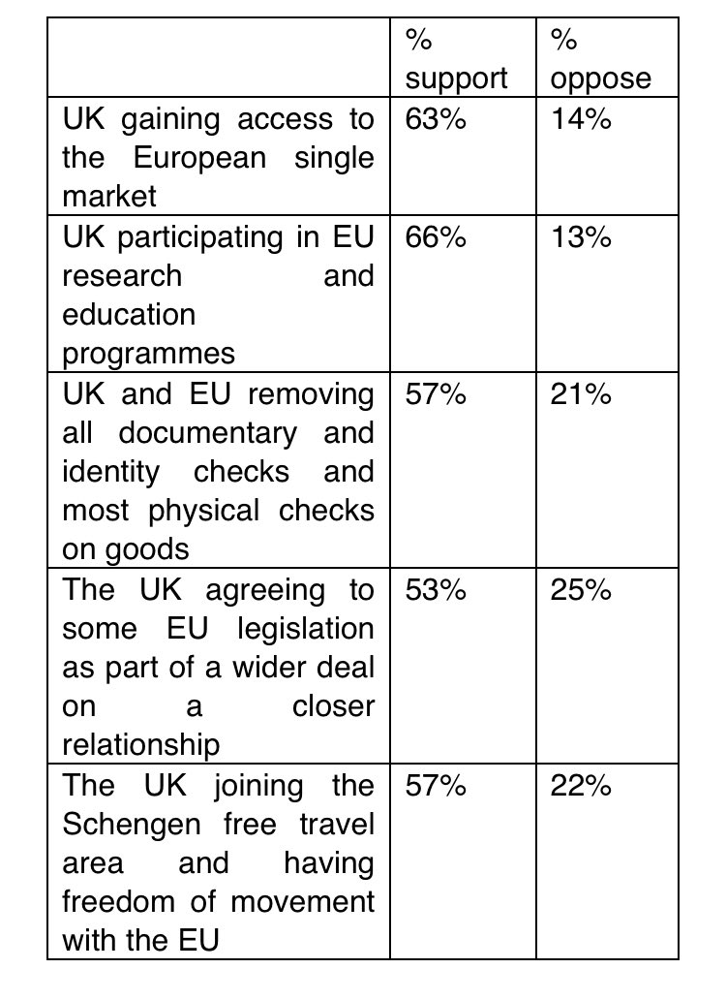 %
support
%
oppose
UK gaining access to
the European single
market
63%
14%
UK participating in EU
research and
education
programmes
66%
13%
UK and EU removing
all documentary and
identity checks and
most physical checks
on goods
57%
21%
The UK agreeing to
some EU legislation
as part of a wider deal
on a closer
relationship
53%
25%
The UK joining the
Schengen free travel
area and having
freedom of movement
with the EU
57%
22%